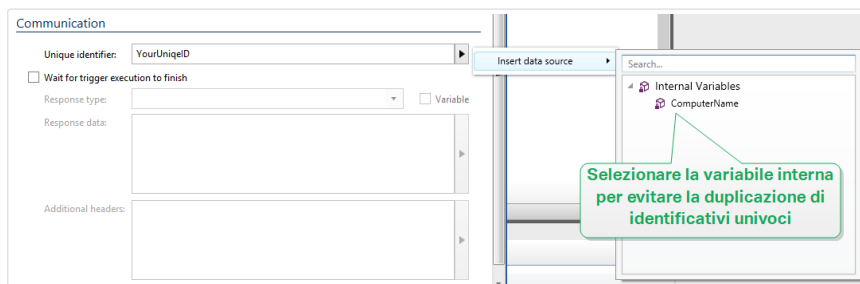 Communication
Unique identifier: YourUniqeID
Insert data source
Search...
Wait for trigger execution to finish
Internal Variables
Response type:
Variable
ComputerName
Response data:
Selezionare la variabile interna
per evitare la duplicazione di
identificativi univoci
Additional headers: